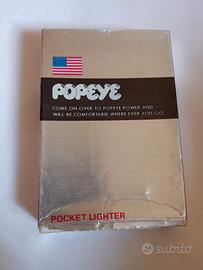 POPEYE
COME ON OVER TO POPEYE POWER AND
WILL BE COMFORTABLE WHERE EVER YOU GO
POCKET LIGHTER
subito